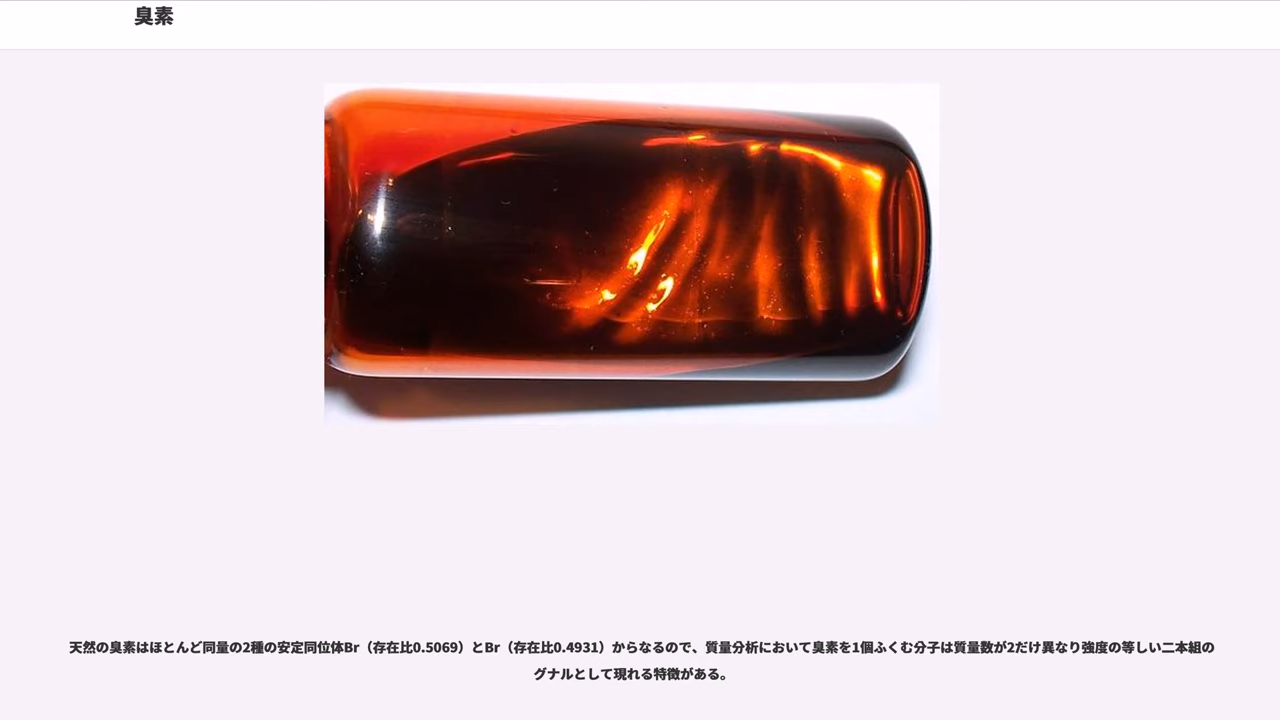 臭素
天然の臭素はほとんど同量の2種の安定同位体Br（存在比0.5069）とBr（存在比0.4931）からなるので、質量分析において臭素を1個ふくむ分子は質量数が2だけ異なり強度の等しい二本組の
グナルとして現れる特徴がある。